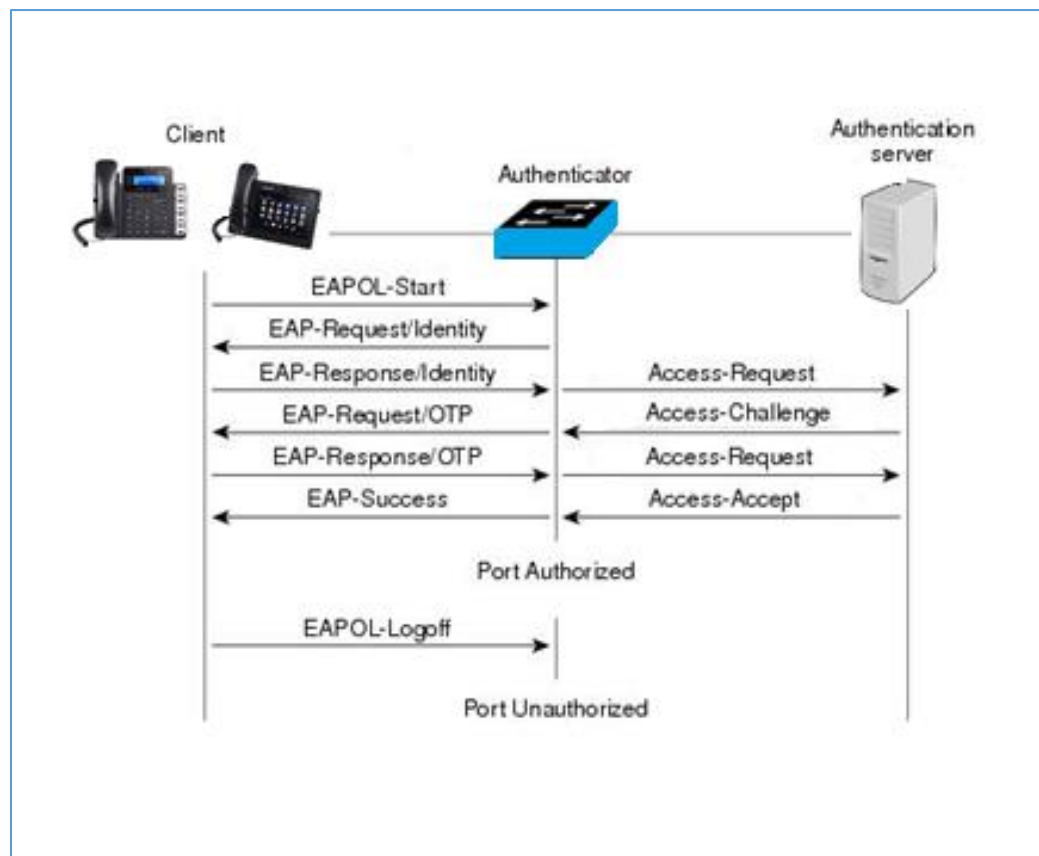 Client
Authentication
server
Authenticator
EAPOL-Start
EAP-Request/Identity
EAP-Response/Identity
Access-Request
EAP-Request/OTP
Access-Challenge
EAP-Response/OTP
Access-Request
EAP-Success
Access-Accept
Port Authorized
EAPOL-Logoff
Port Unauthorized